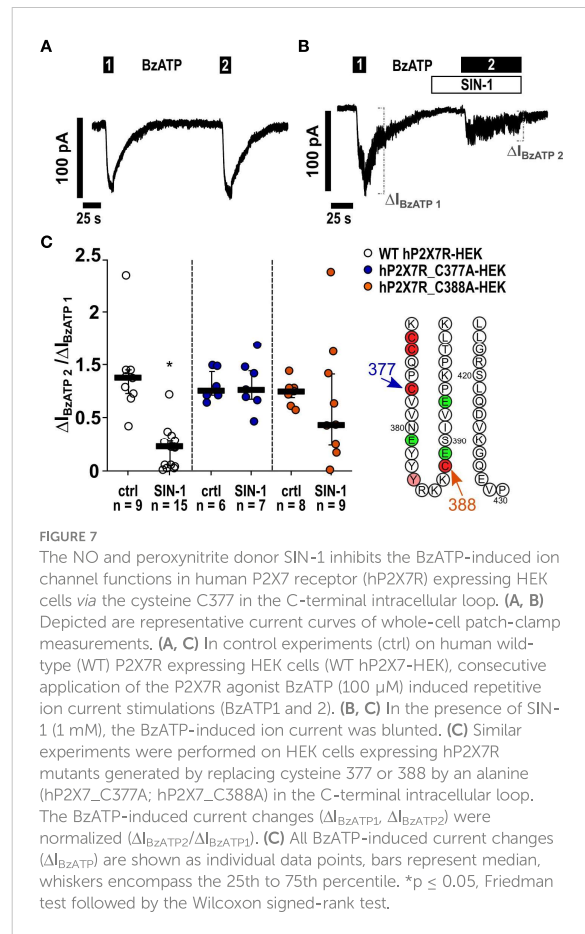 A
B
1 BzATP 2
1 BzATP 2
SIN-1
100 pA
25 s
ΔI BzATP 1
100 pA
25 s
ΔI BzATP 2
C
WT hP2X7R-HEK
hP2X7R_C377A-HEK
hP2X7R_C388A-HEK
ΔI BzATP 2 /ΔI BzATP 1
2
1.5
1
0.5
0
*
ctrl SIN-1 crtl SIN-1 crtl SIN-1
n = 9 n = 15 n = 6 n = 7 n = 8 n = 9
K K L
C L L
C T G
Q P R
P K S
C P L
V E Q
V V D
N I V
E S K
Y E G
Y C Q
Y R K K E V P
377
380
390
420
430
388
FIGURE 7
The NO and peroxynitrite donor SIN-1 inhibits the BzATP-induced ion
channel functions in human P2X7 receptor (hP2X7R) expressing HEK
cells via the cysteine C377 in the C-terminal intracellular loop. (A, B)
Depicted are representative current curves of whole-cell patch-clamp
measurements. (A, C) In control experiments (ctrl) on human wild-
type (WT) P2X7R expressing HEK cells (WT hP2X7-HEK), consecutive
application of the P2X7R agonist BzATP (100 µM) induced repetitive
ion current stimulations (BzATP1 and 2). (B, C) In the presence of SIN-
1 (1 mM), the BzATP-induced ion current was blunted. (C) Similar
experiments were performed on HEK cells expressing hP2X7R
mutants generated by replacing cysteine 377 or 388 by an alanine
(hP2X7_C377A; hP2X7_C388A) in the C-terminal intracellular loop.
The BzATP-induced current changes (ΔIBzATP1, ΔIBzATP2) were
normalized (ΔIBzATP2/ΔIBzATP1). (C) All BzATP-induced current changes
(ΔIBzATP) are shown as individual data points, bars represent median,
whiskers encompass the 25th to 75th percentile. *p ≤ 0.05, Friedman
test followed by the Wilcoxon signed-rank test.